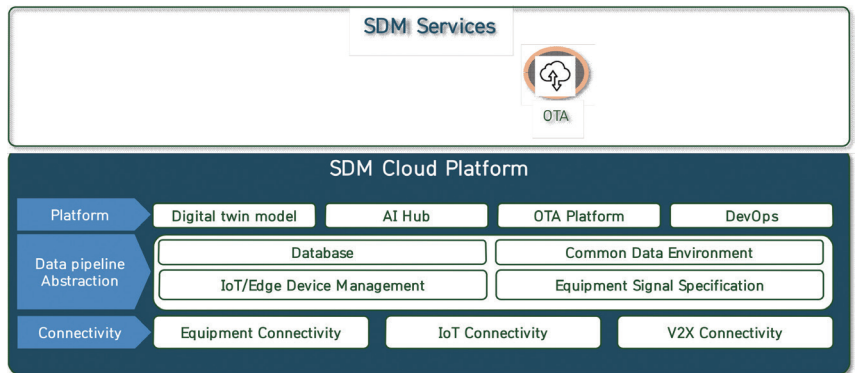 SDM Services
OTA
SDM Cloud Platform
Platform
Digital twin model
AI Hub
OTA Platform
DevOps
Data pipeline
Abstraction
Database
Common Data Environment
IoT/Edge Device Management
Equipment Signal Specification
Connectivity
Equipment Connectivity
IoT Connectivity
V2X Connectivity